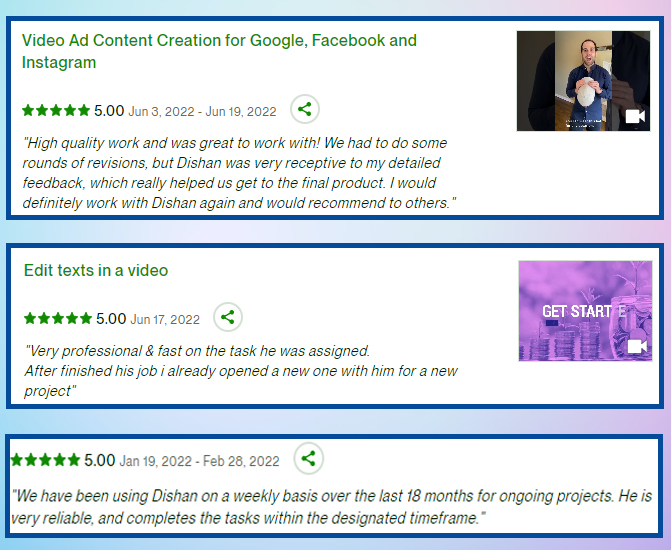 Video Ad Content Creation for Google, Facebook and
Instagram
5.00 Jun 3, 2022 - Jun 19, 2022
"High quality work and was great to work with! We had to do some
rounds of revisions, but Dishan was very receptive to my detailed
feedback, which really helped us get to the final product. I would
definitely work with Dishan again and would recommend to others."
Edit texts in a video
5.00 Jun 17, 2022
GET START E
"Very professional & fast on the task he was assigned.
After finished his job i already opened a new one with him for a new
project"
5.00 Jan 19, 2022 - Feb 28, 2022
"We have been using Dishan on a weekly basis over the last 18 months for ongoing projects. He is
very reliable, and completes the tasks within the designated timeframe."